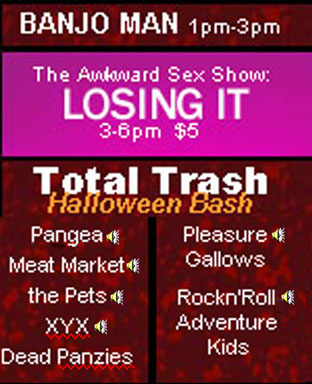 BANJO MAN 1pm-3pm
The Awkward Sex Show:
LOSING IT
3-6pm $5
Total Trash
Halloween Bash
Pangea
Meat Market
the Pets
XYX
Dead Panzies
Pleasure
Gallows
Rockn'Roll
Adventure
Kids